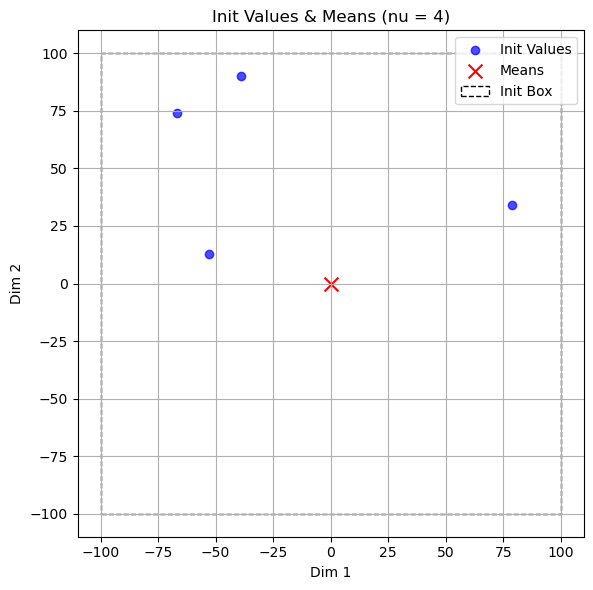 Init Values & Means (nu = 4)
Init Values
Means
Init Box
100
75
50
25
0
−25
−50
−75
−100
Dim 2
−100 −75 −50 −25 0 25 50 75 100
Dim 1